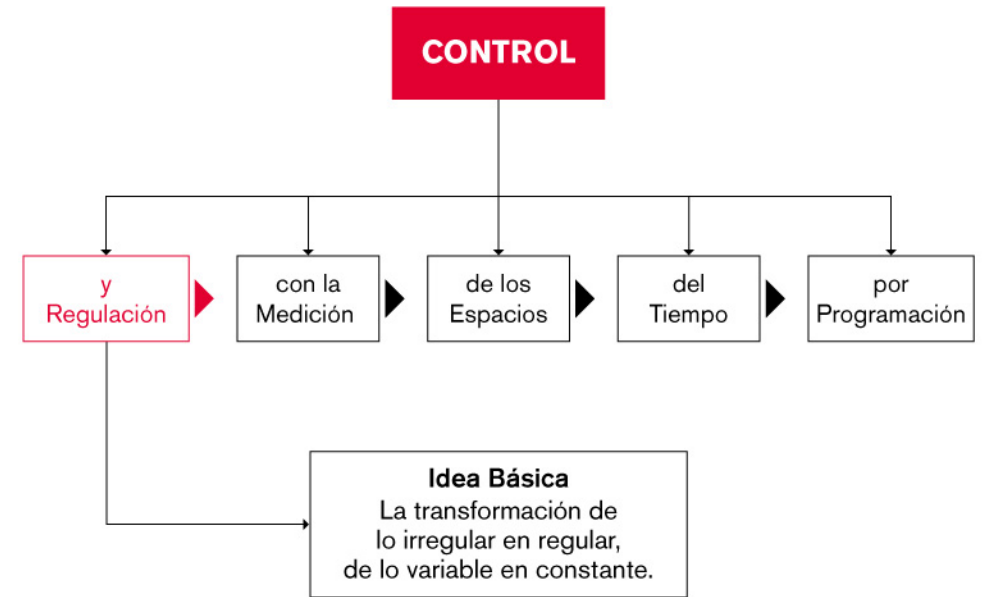 CONTROL
y
Regulación
con la
Medición
de los
Espacios
del
Tiempo
por
Programación
Idea Básica
La transformación de
lo irregular en regular,
de lo variable en constante.